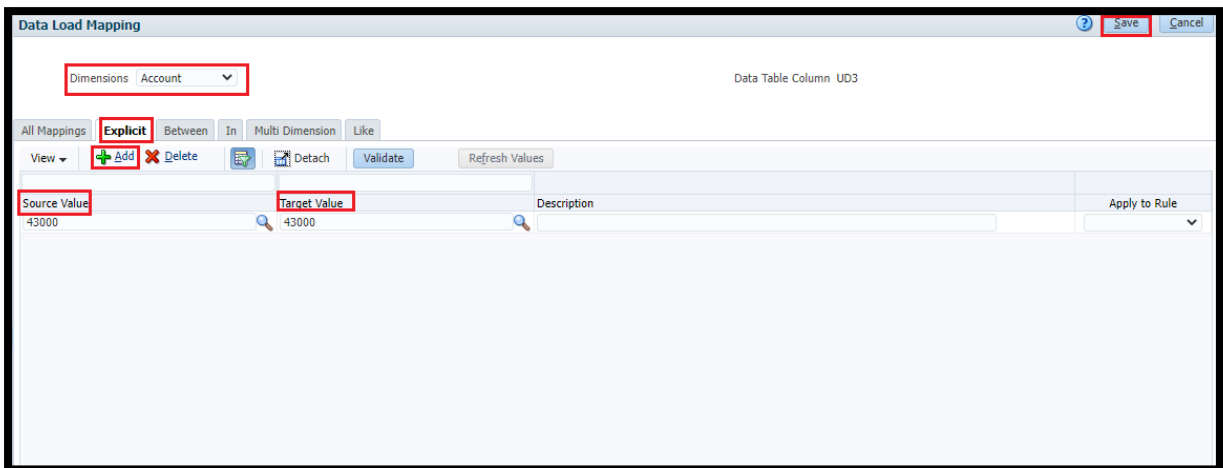 Data Load Mapping ? Save Cancel
Dimensions Account Data Table Column UD3
All Mappings Explicit Between In Multi Dimension Like
View Add Delete Detach Validate Refresh Values
Source Value Target Value Description Apply to Rule
43000 43000